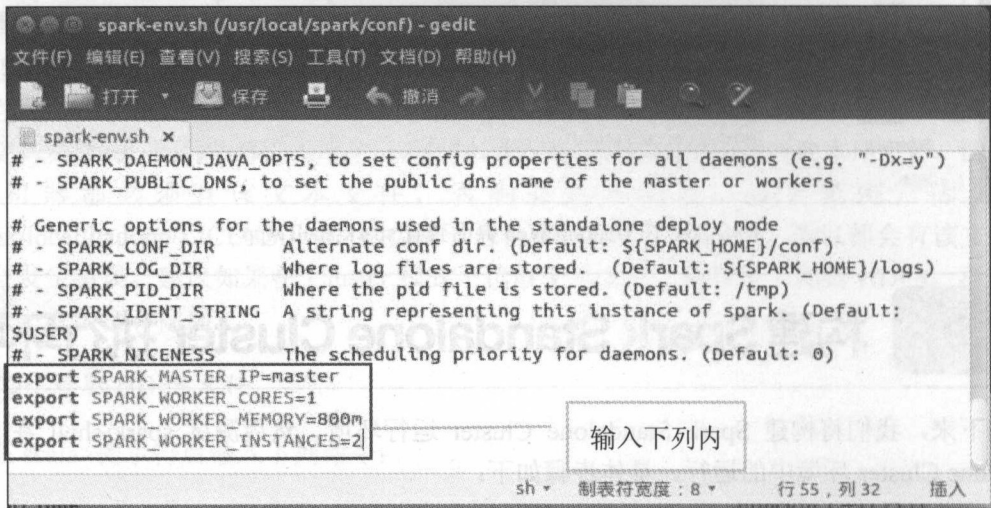 spark-env.sh (/usr/local/spark/conf) - gedit
文件(F) 编辑(E) 查看(V) 搜索(S) 工具(T) 文档(D) 帮助(H)
打开 保存 撤消
spark-env.sh ×
# - SPARK_DAEMON_JAVA_OPTS, to set config properties for all daemons (e.g. "-Dx=y")
# - SPARK_PUBLIC_DNS, to set the public dns name of the master or workers
# Generic options for the daemons used in the standalone deploy mode
# - SPARK_CONF_DIR Alternate conf dir. (Default: ${SPARK_HOME}/conf)
# - SPARK_LOG_DIR Where log files are stored. (Default: ${SPARK_HOME}/logs)
# - SPARK_PID_DIR Where the pid file is stored. (Default: /tmp)
# - SPARK_IDENT_STRING A string representing this instance of spark. (Default:
$USER)
# - SPARK_NICENESS The scheduling priority for daemons. (Default: 0)
export SPARK_MASTER_IP=master
export SPARK_WORKER_CORES=1
export SPARK_WORKER_MEMORY=800m
export SPARK_WORKER_INSTANCES=2
输入下列内
sh 制表符宽度：8 行 55，列 32 插入